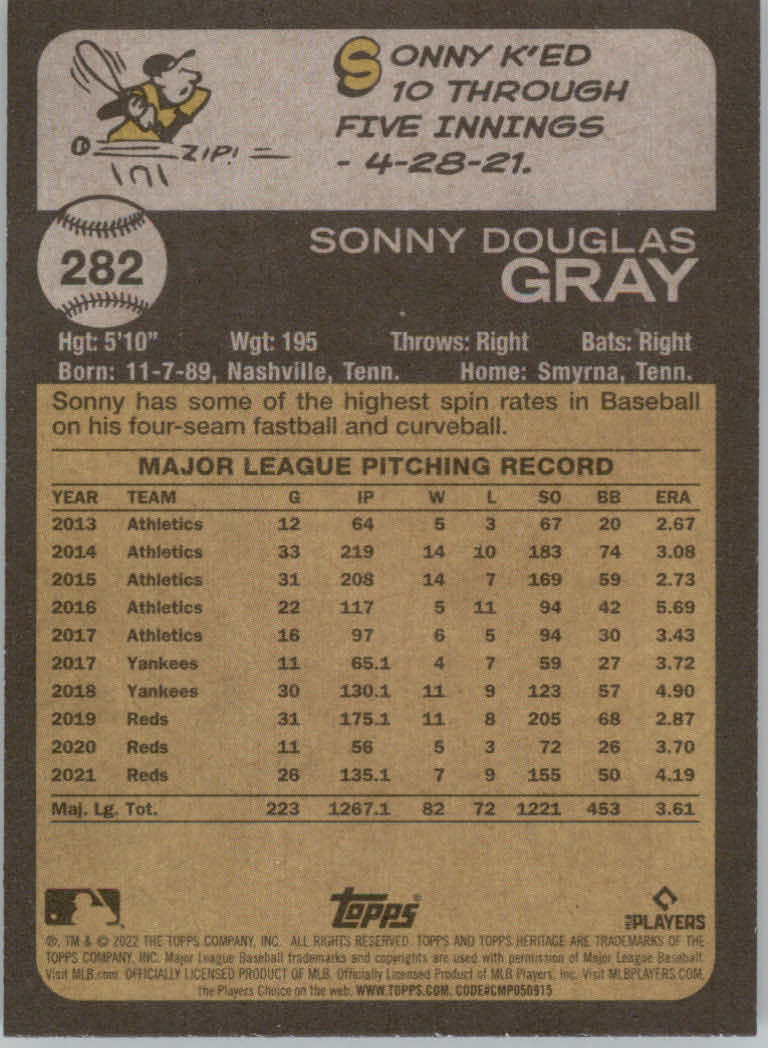 SONNY K'ED
10 THROUGH
FIVE INNINGS
- 4-28-21.
ZIP!
282
SONNY DOUGLAS
GRAY
Hgt: 5'10" Wgt: 195 Throws: Right Bats: Right
Born: 11-7-89, Nashville, Tenn. Home: Smyrna, Tenn.
Sonny has some of the highest spin rates in Baseball
on his four-seam fastball and curveball.
MAJOR LEAGUE PITCHING RECORD
YEAR TEAM G IP W L SO BB ERA
2013 Athletics 12 64 5 3 67 20 2.67
2014 Athletics 33 219 14 10 183 74 3.08
2015 Athletics 31 208 14 7 169 59 2.73
2016 Athletics 22 117 5 11 94 42 5.69
2017 Athletics 16 97 6 5 94 30 3.43
2017 Yankees 11 65.1 4 7 59 27 3.72
2018 Yankees 30 130.1 11 9 123 57 4.90
2019 Reds 31 175.1 11 8 205 68 2.87
2020 Reds 11 56 5 3 72 26 3.70
2021 Reds 26 135.1 7 9 155 50 4.19
Maj. Lg. Tot. 223 1267.1 82 72 1221 453 3.61
Topps®
MLB PLAYERS
®, TM & © 2022 THE TOPPS COMPANY, INC. ALL RIGHTS RESERVED. TOPPS AND TOPPS HERITAGE ARE TRADEMARKS OF THE
TOPPS COMPANY, INC. Major League Baseball trademarks and copyrights are used with permission of Major League Baseball.
Visit MLB.com. OFFICIALLY LICENSED PRODUCT OF MLB. Officially Licensed Product of MLB Players, Inc. Visit MLBPLAYERS.COM,
the Players Choice on the web. WWW.TOPPS.COM. CODE#CMP050915